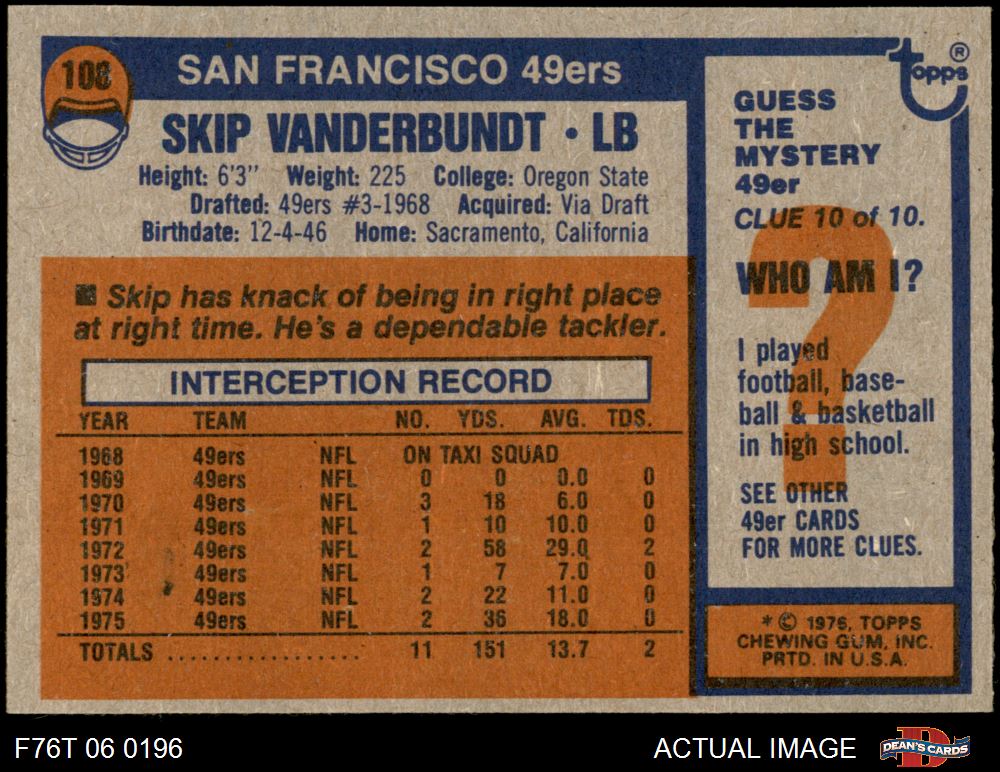 108
SAN FRANCISCO 49ers
SKIP VANDERBUNDT • LB
Height: 6'3" Weight: 225 College: Oregon State
Drafted: 49ers #3-1968 Acquired: Via Draft
Birthdate: 12-4-46 Home: Sacramento, California
■ Skip has knack of being in right place
at right time. He's a dependable tackler.
INTERCEPTION RECORD
YEAR TEAM NO. YDS. AVG. TDS.
1968 49ers NFL ON TAXI SQUAD
1969 49ers NFL 0 0 0.0 0
1970 49ers NFL 3 18 6.0 0
1971 49ers NFL 1 10 10.0 0
1972 49ers NFL 2 58 29.0 2
1973 49ers NFL 1 7 7.0 0
1974 49ers NFL 2 22 11.0 0
1975 49ers NFL 2 36 18.0 0
TOTALS .................. 11 151 13.7 2
topps®
GUESS
THE
MYSTERY
49er
CLUE 10 of 10.
?
WHO AM I?
I played
football, base-
ball & basketball
in high school.
SEE OTHER
49er CARDS
FOR MORE CLUES.
* © 1976, TOPPS
CHEWING GUM, INC.
PRTD. IN U.S.A.
F76T 06 0196
ACTUAL IMAGE
D
DEAN'S CARDS